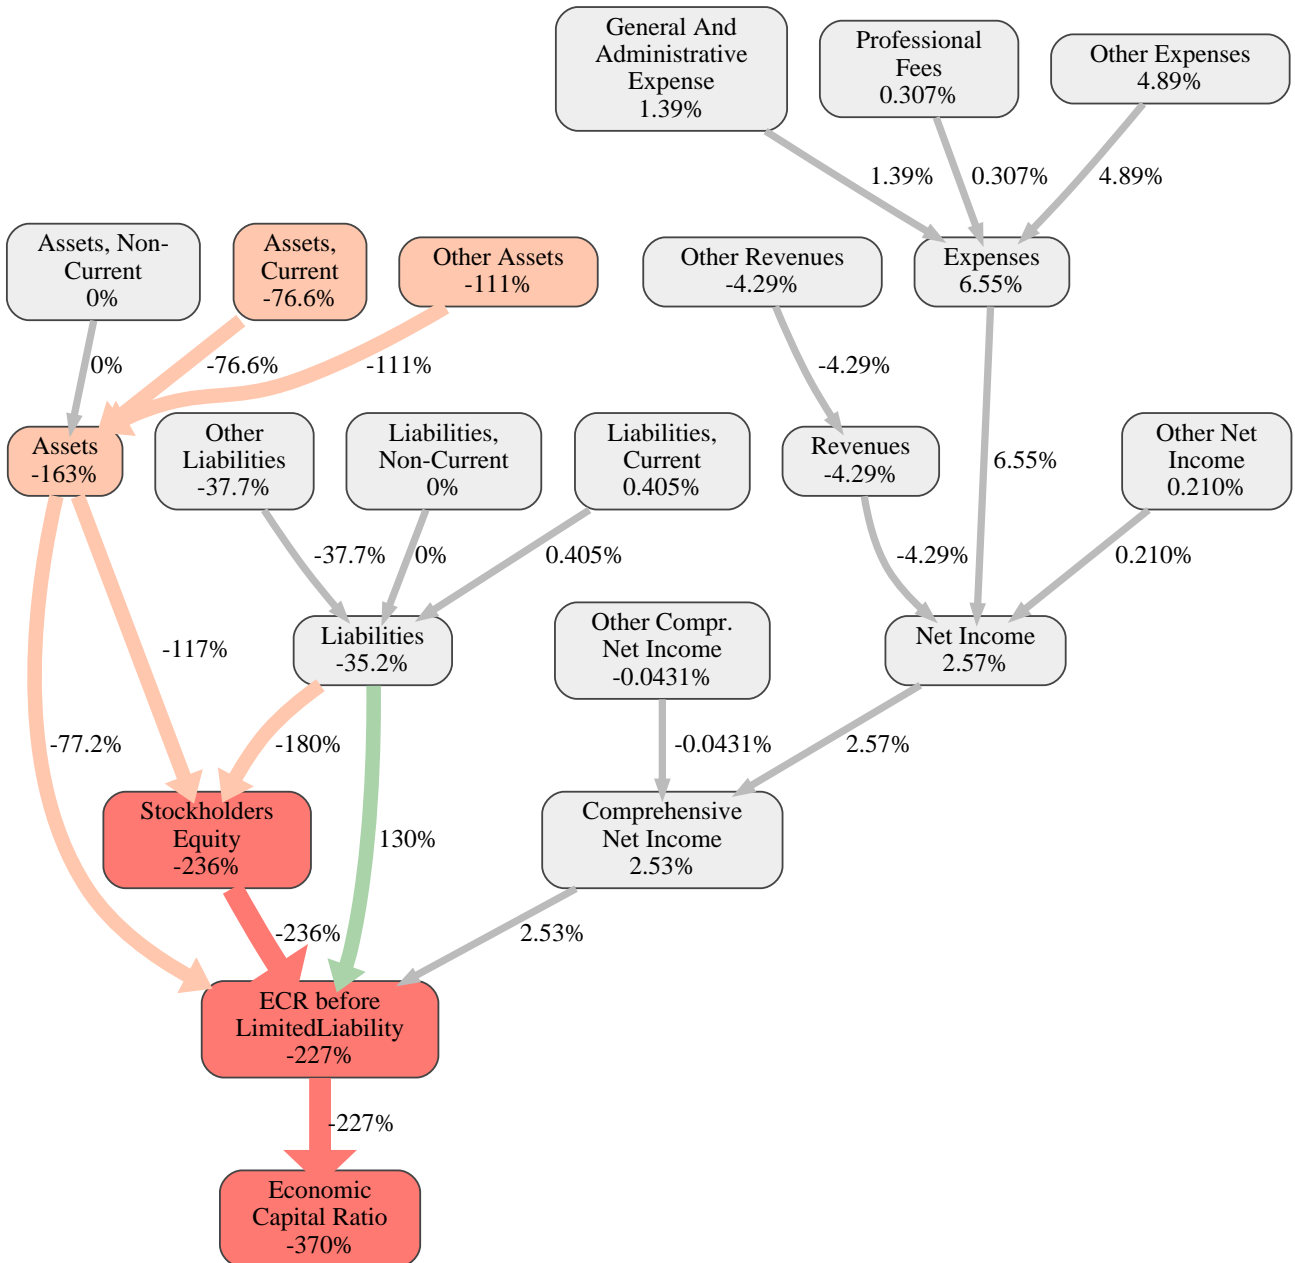 General And
Administrative
Expense
1.39%
Professional
Fees
0.307%
Other Expenses
4.89%
1.39%
0.307%
4.89%
Assets, Non-
Current
0%
Assets,
Current
-76.6%
Other Assets
-111%
Other Revenues
-4.29%
Expenses
6.55%
0%
-76.6%
-111%
-4.29%
Assets
-163%
Other
Liabilities
-37.7%
Liabilities,
Non-Current
0%
Liabilities,
Current
0.405%
Revenues
-4.29%
6.55%
Other Net
Income
0.210%
-37.7%
0%
0.405%
-4.29%
0.210%
-117%
Liabilities
-35.2%
Other Compr.
Net Income
-0.0431%
Net Income
2.57%
-77.2%
-180%
-0.0431%
2.57%
Stockholders
Equity
-236%
130%
Comprehensive
Net Income
2.53%
-236%
2.53%
ECR before
LimitedLiability
-227%
-227%
Economic
Capital Ratio
-370%